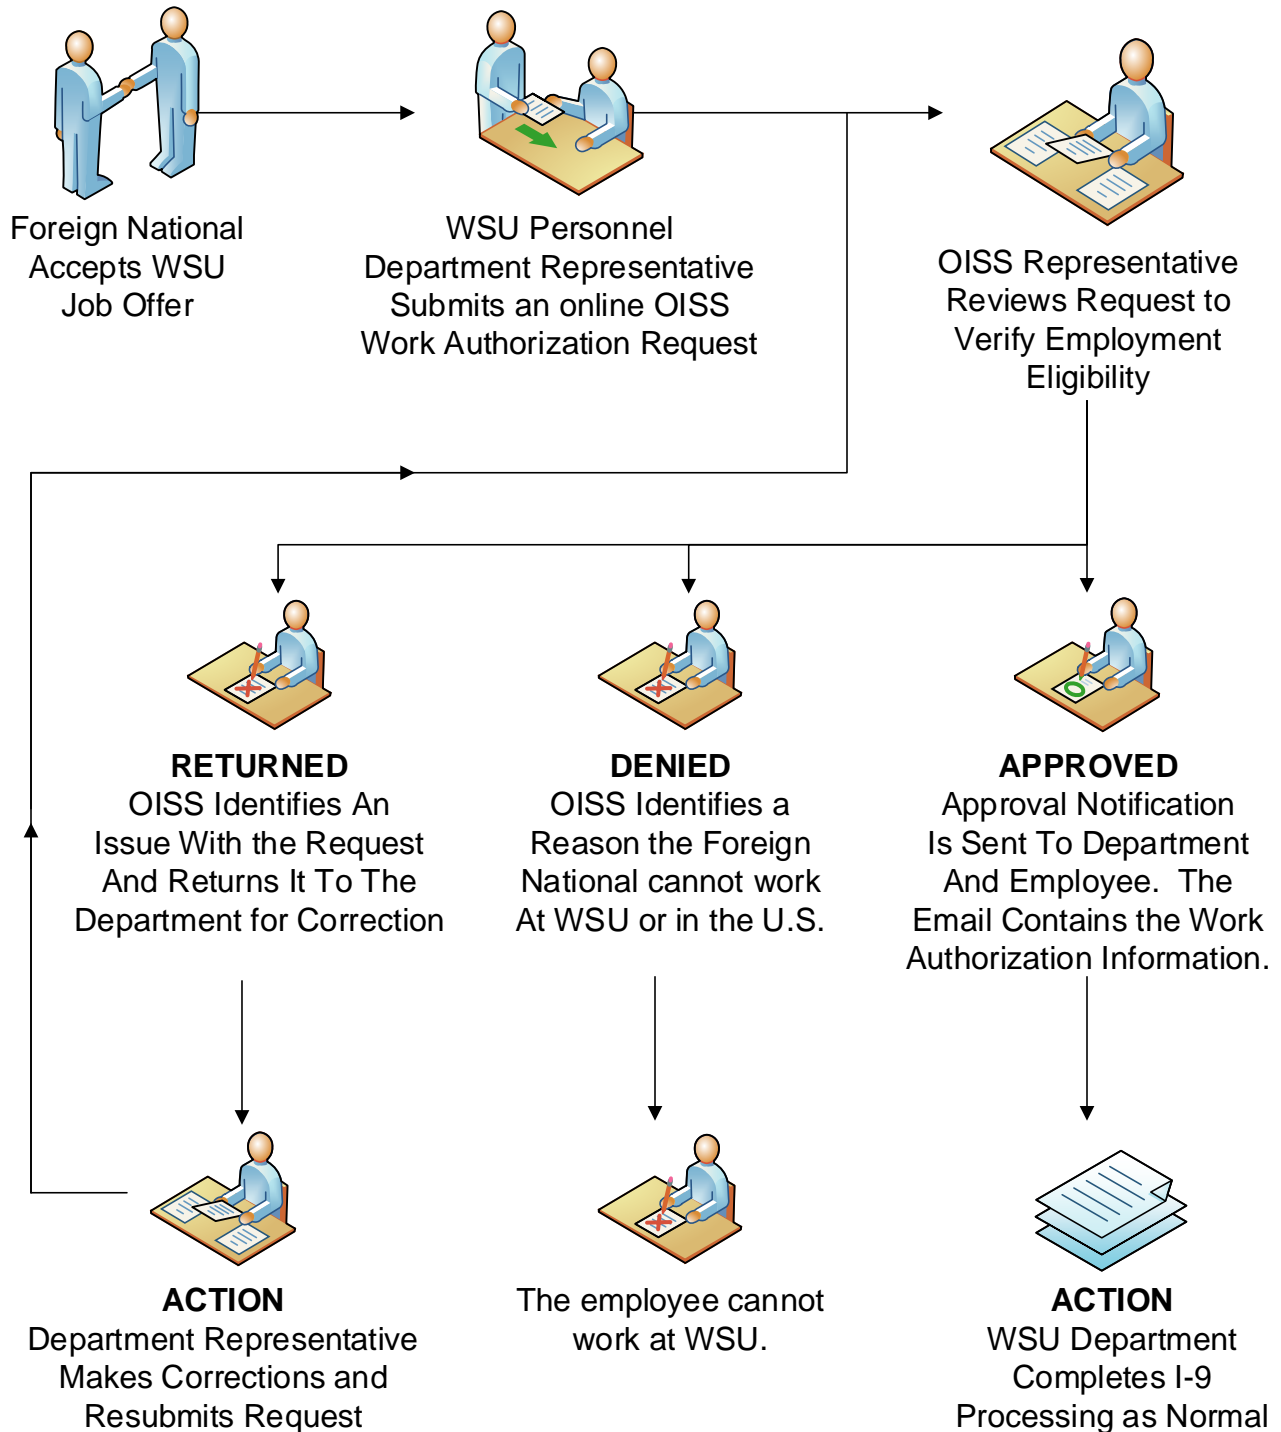 Foreign National
Accepts WSU
Job Offer
WSU Personnel
Department Representative
Submits an online OISS
Work Authorization Request
OISS Representative
Reviews Request to
Verify Employment
Eligibility
RETURNED
OISS Identifies An
Issue With the Request
And Returns It To The
Department for Correction
DENIED
OISS Identifies a
Reason the Foreign
National cannot work
At WSU or in the U.S.
APPROVED
Approval Notification
Is Sent To Department
And Employee.  The
Email Contains the Work
Authorization Information.
ACTION
Department Representative
Makes Corrections and
Resubmits Request
The employee cannot
work at WSU.
ACTION
WSU Department
Completes I-9
Processing as Normal